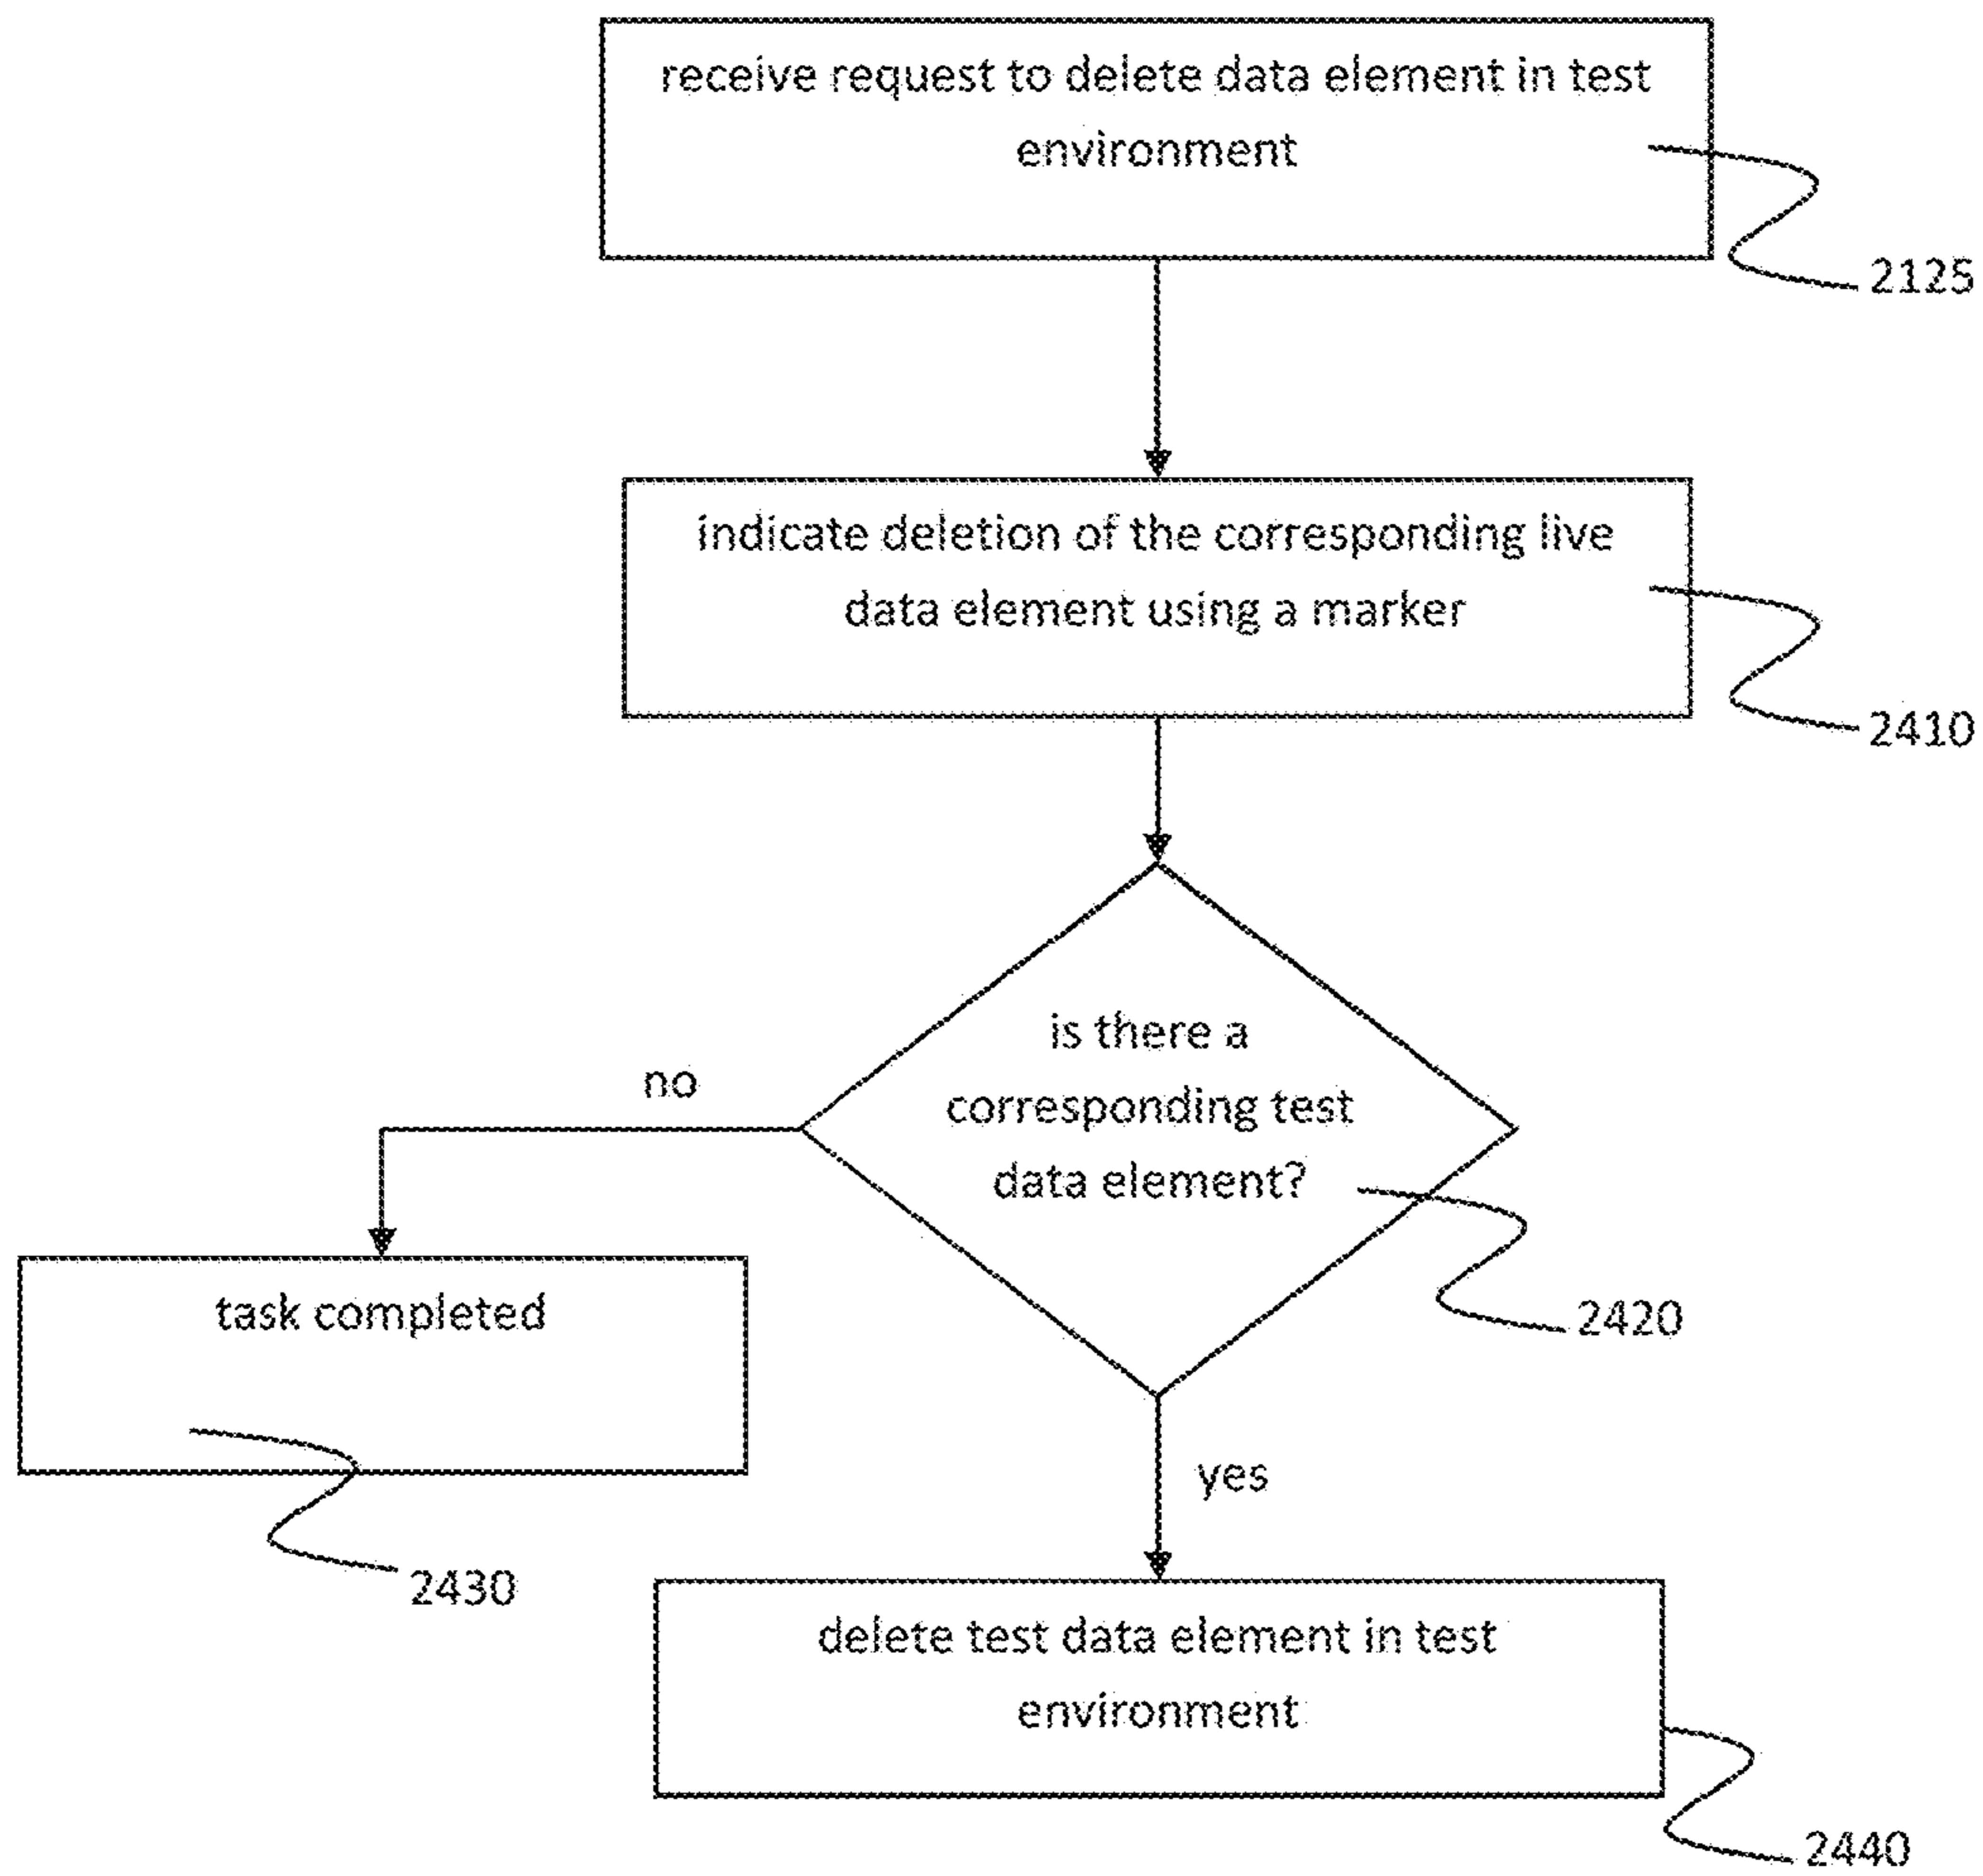 receive request to delete data element in test
environment
2125
indicate deletion of the corresponding live
data element using a marker
2410
is there a
corresponding test
data element?
2420
no
task completed
2430
yes
delete test data element in test
environment
2440